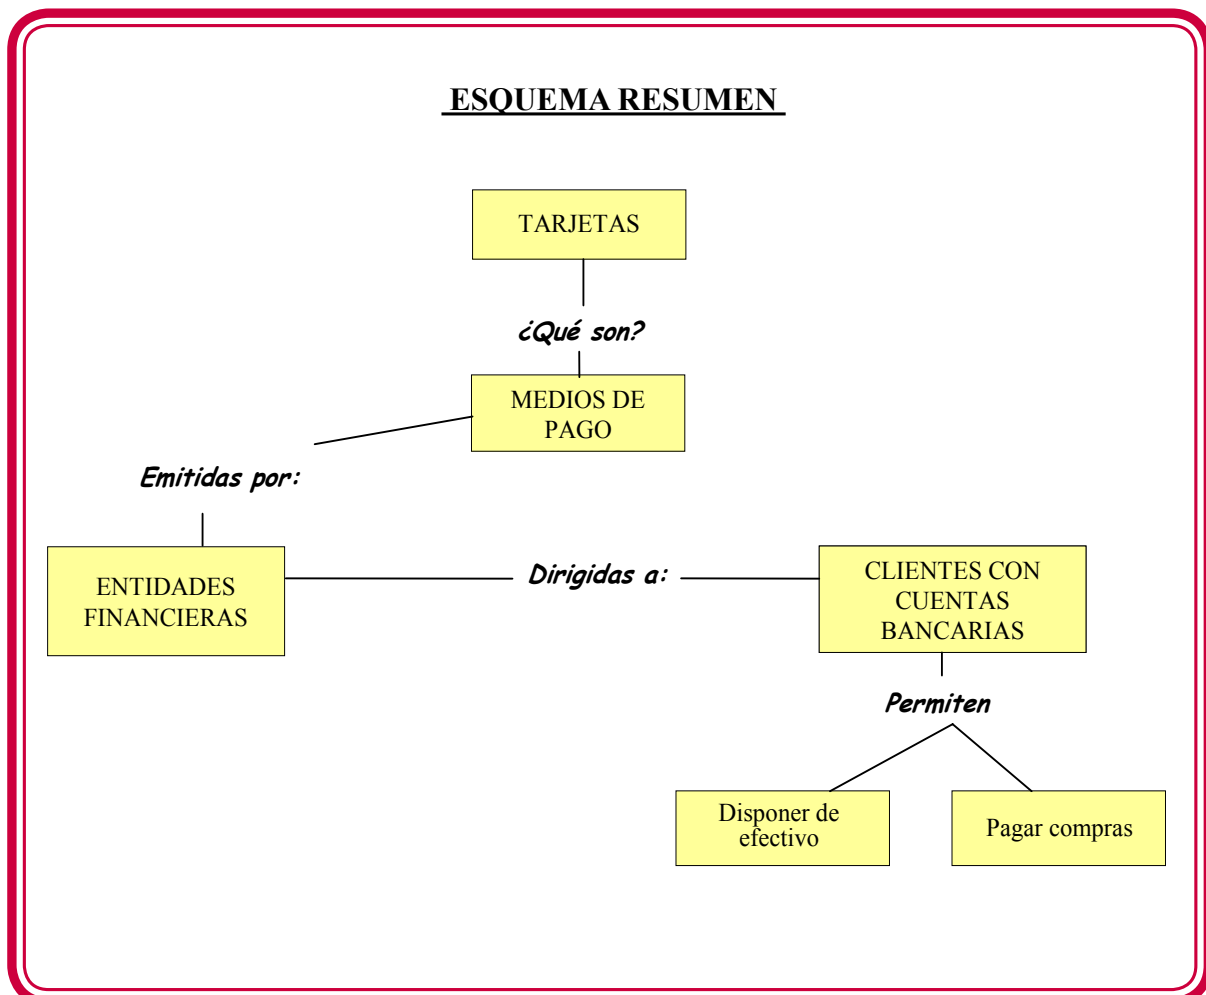 ESQUEMA RESUMEN
TARJETAS
¿Qué son?
MEDIOS DE
PAGO
Emitidas por:
ENTIDADES
FINANCIERAS
Dirigidas a:
CLIENTES CON
CUENTAS
BANCARIAS
Permiten
Disponer de
efectivo
Pagar compras